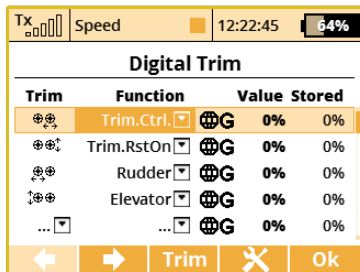 Tx Speed 12:22:45 64%
Digital Trim
Trim Function Value Stored
Trim.Ctrl. G 0% 0%
Trim.RstOn G 0% 0%
Rudder G 0% 0%
Elevator G 0% 0%
... ... G 0% 0%
Trim Ok